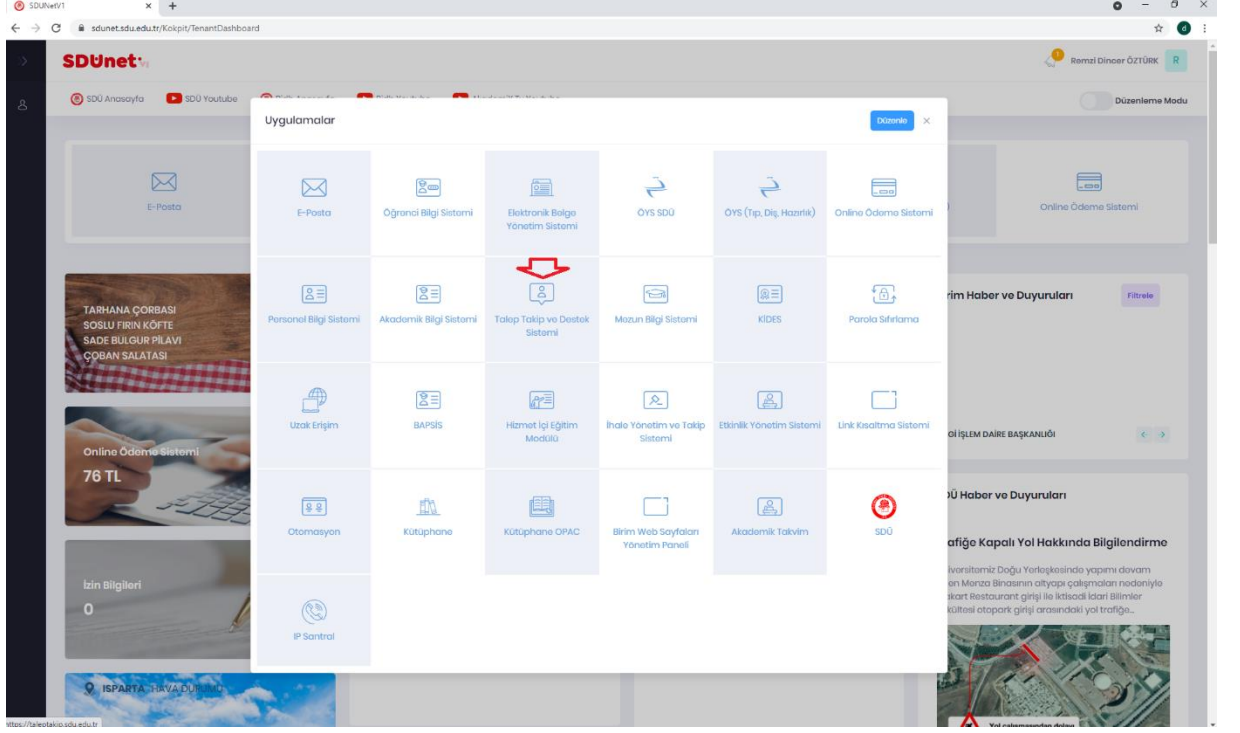 SDUNetV1
sdunet.sdu.edu.tr/Kokpit/TenantDashboard
SDUnet V1
Remzi Dincer ÖZTÜRK
R
SDÜ Anasayfa
SDÜ Youtube
Düzenleme Modu
Uygulamalar
Düzenle
E-Posta
E-Posta
Öğrenci Bilgi Sistemi
Elektronik Belge
Yönetim Sistemi
ÖYS SDÜ
ÖYS (Tıp, Diş, Hazırlık)
Online Ödeme Sistemi
Online Ödeme Sistemi
Personel Bilgi Sistemi
Akademik Bilgi Sistemi
Talep Takip ve Destek
Sistemi
Mezun Bilgi Sistemi
KİDES
Parola Sıfırlama
Uzak Erişim
BAPSİS
Hizmet İçi Eğitim
Modülü
İhale Yönetim ve Takip
Sistemi
Etkinlik Yönetim Sistemi
Link Kısaltma Sistemi
Otomasyon
Kütüphane
Kütüphane OPAC
Birim Web Sayfaları
Yönetim Paneli
Akademik Takvim
SDÜ
IP Santral
TARHANA ÇORBASI
SOSLU FIRIN KÖFTE
SADE BULGUR PİLAVI
ÇOBAN SALATASI
Online Ödeme Sistemi
76 TL
İzin Bilgileri
0
ISPARTA HAVA DURUMU
rim Haber ve Duyuruları
Filtrele
Gİ İŞLEM DAİRE BAŞKANLIĞI
DÜ Haber ve Duyuruları
afiğe Kapalı Yol Hakkında Bilgilendirme
iversitemiz Doğu Yerleşkesinde yapımı devam
en Menza Binasının altyapı çalışmaları nedeniyle
akart Restaurant girişi ile İktisadi İdari Bilimler
kültesi otopark girişi arasındaki yol trafiğe...
Yol çalışmasından dolayı
https://taleptakip.sdu.edu.tr